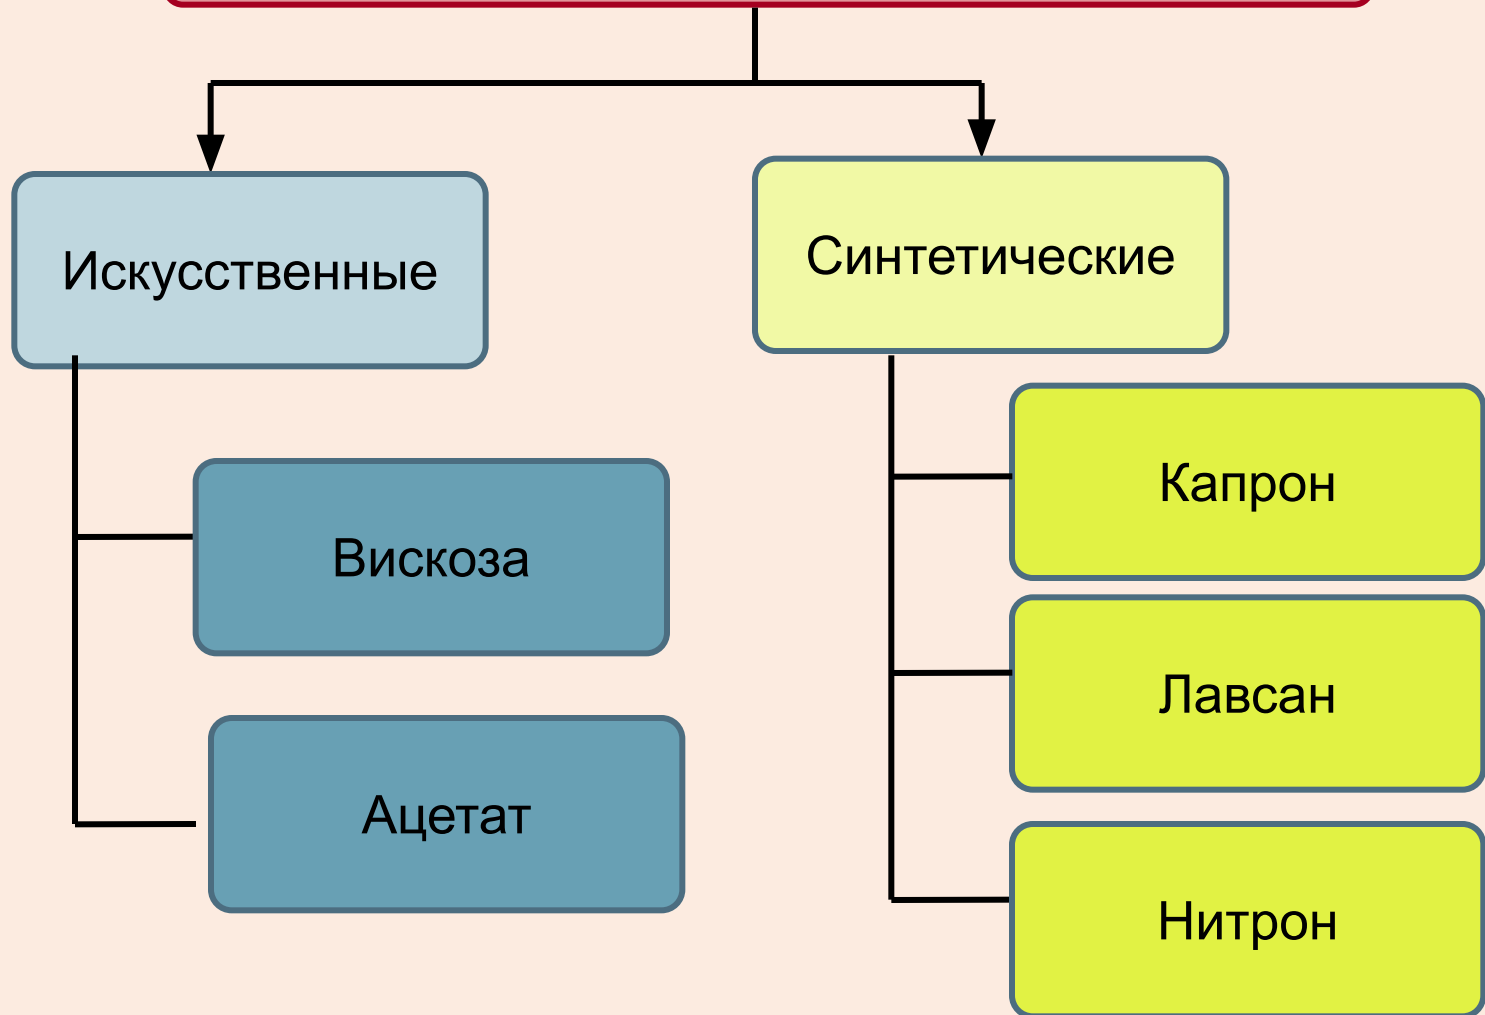 Искусственные
Синтетические
Вискоза
Ацетат
Капрон
Лавсан
Нитрон